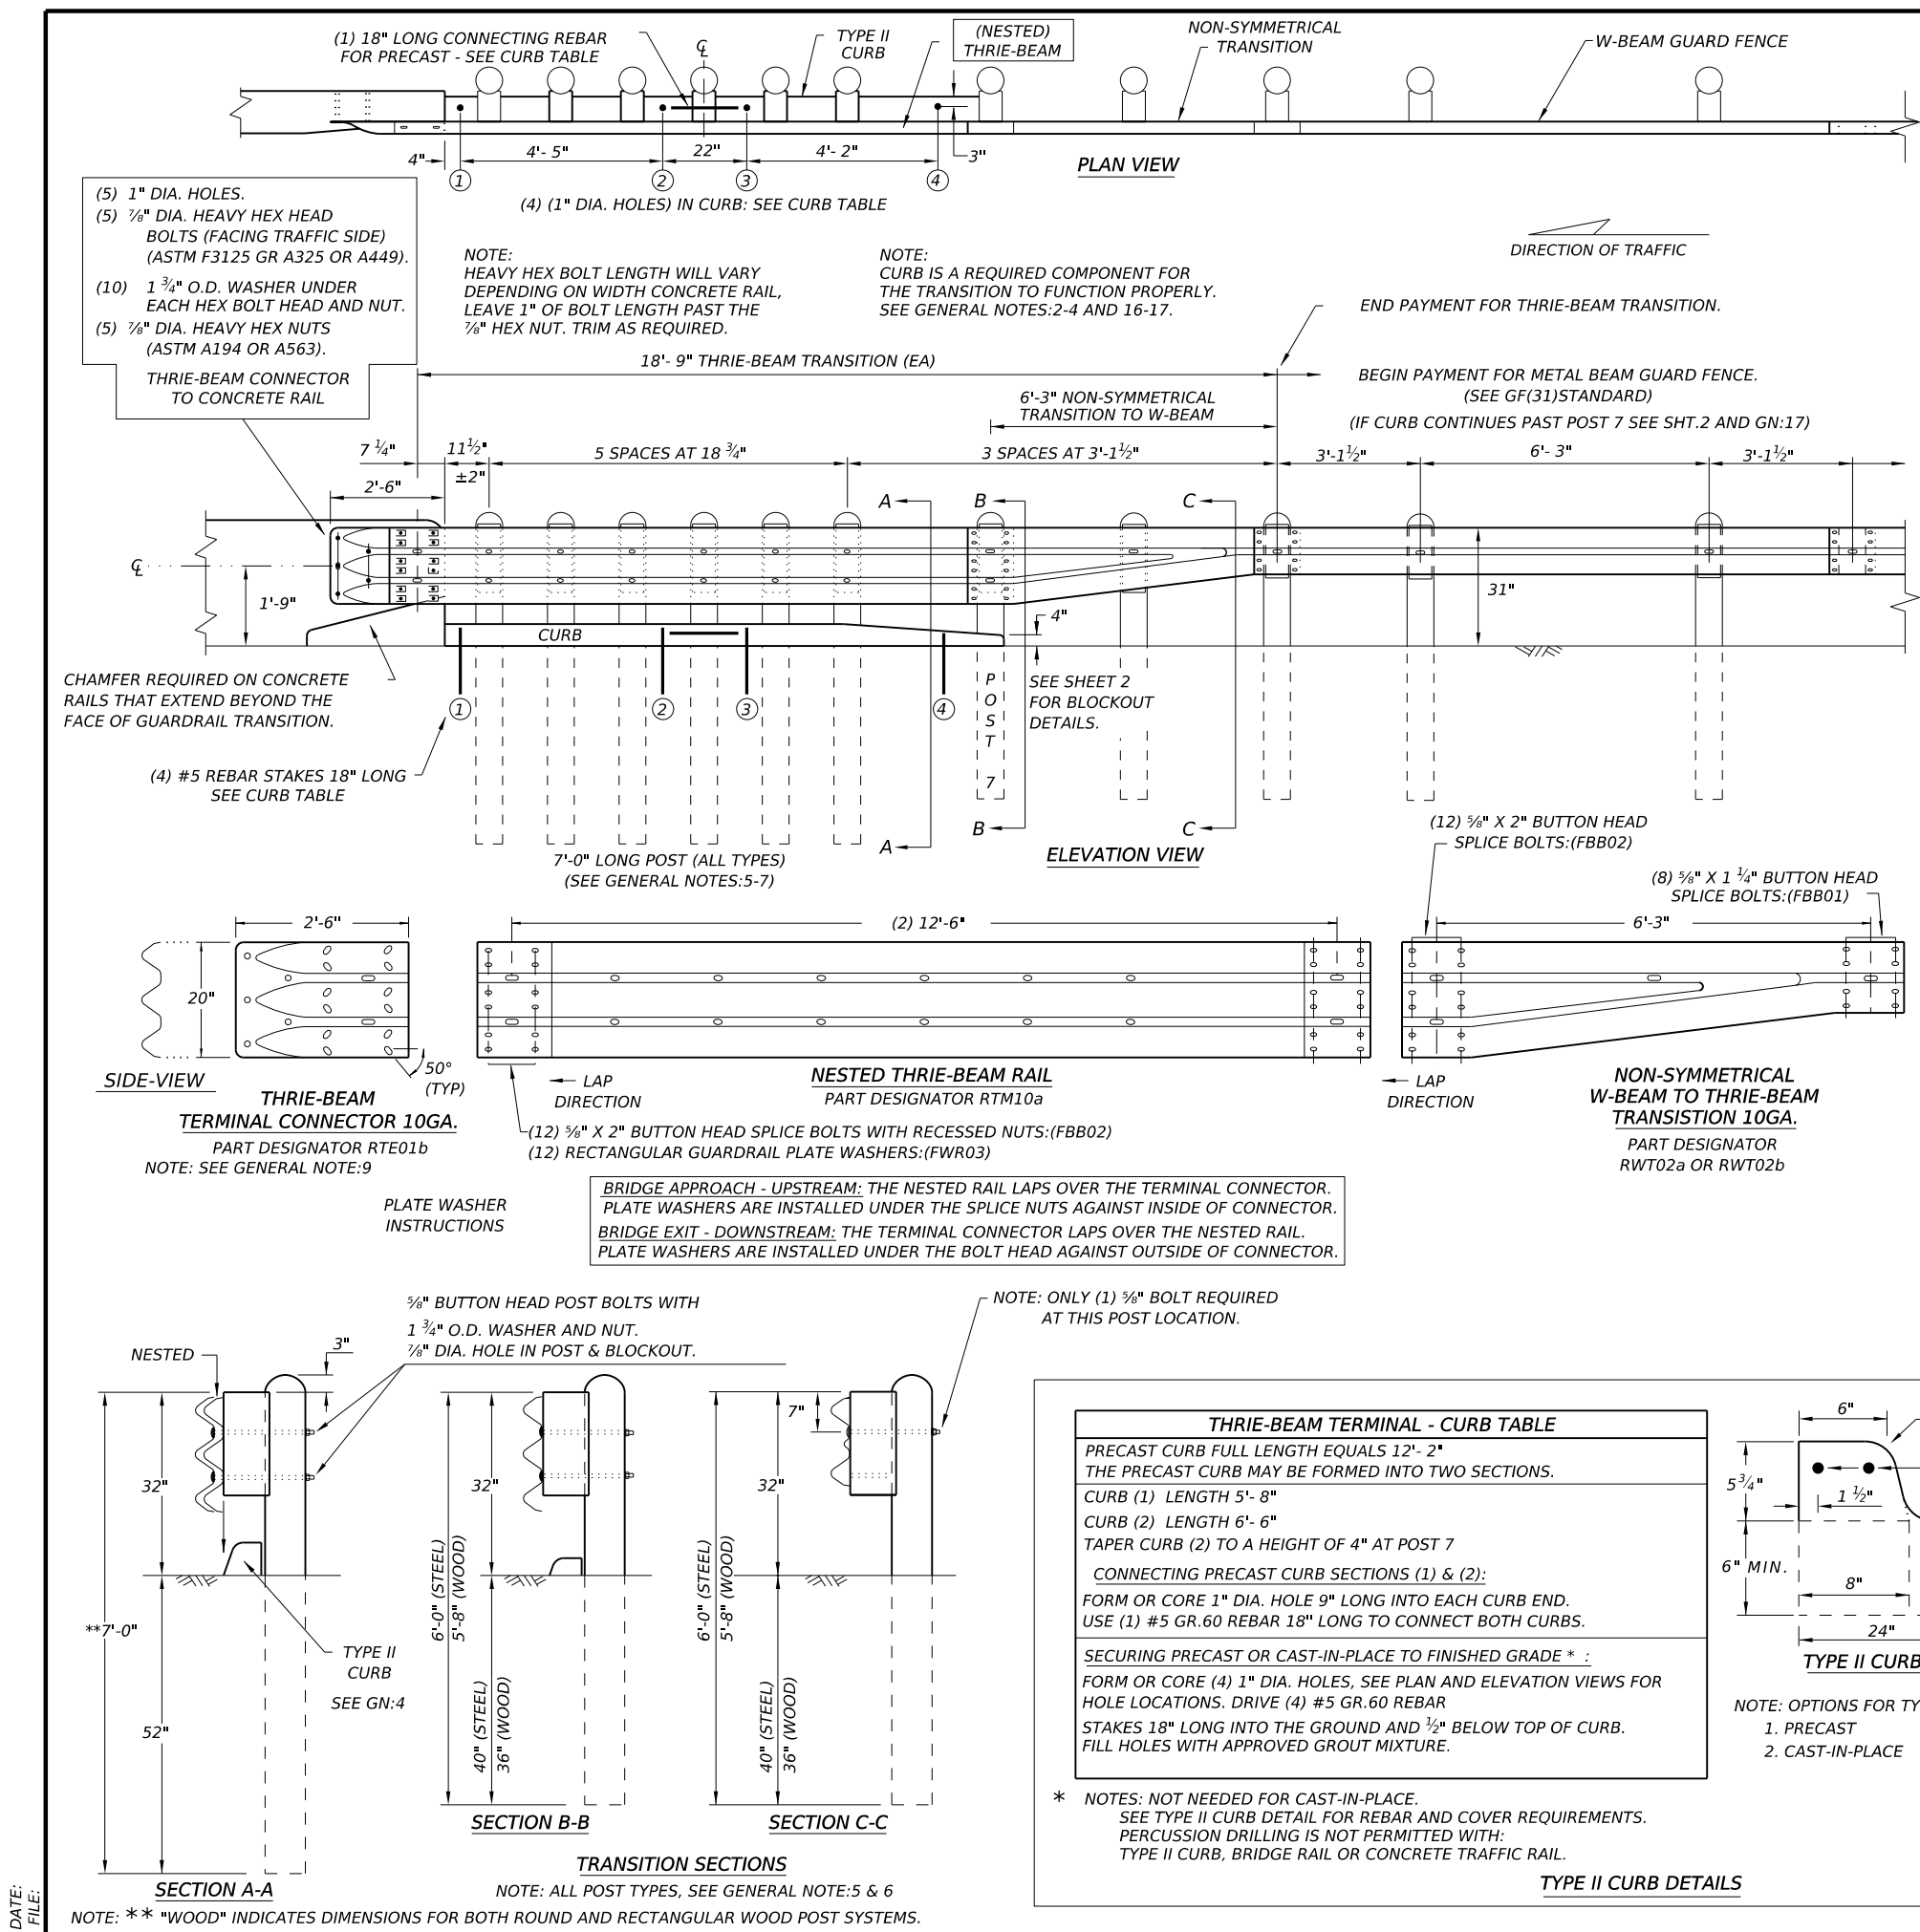 (1) 18" LONG CONNECTING REBAR
FOR PRECAST - SEE CURB TABLE
℄
TYPE II
CURB
(NESTED)
THRIE-BEAM
NON-SYMMETRICAL
TRANSITION
W-BEAM GUARD FENCE
4"
4'- 5"
22"
4'- 2"
3"
1
2
3
4
PLAN VIEW
(4) (1" DIA. HOLES) IN CURB: SEE CURB TABLE
(5) 1" DIA. HOLES.
(5) ⅞" DIA. HEAVY HEX HEAD
BOLTS (FACING TRAFFIC SIDE)
(ASTM F3125 GR A325 OR A449).
(10) 1 ¾" O.D. WASHER UNDER
EACH HEX BOLT HEAD AND NUT.
(5) ⅞" DIA. HEAVY HEX NUTS
(ASTM A194 OR A563).
THRIE-BEAM CONNECTOR
TO CONCRETE RAIL
NOTE:
HEAVY HEX BOLT LENGTH WILL VARY
DEPENDING ON WIDTH CONCRETE RAIL,
LEAVE 1" OF BOLT LENGTH PAST THE
⅞" HEX NUT. TRIM AS REQUIRED.
NOTE:
CURB IS A REQUIRED COMPONENT FOR
THE TRANSITION TO FUNCTION PROPERLY.
SEE GENERAL NOTES:2-4 AND 16-17.
DIRECTION OF TRAFFIC
END PAYMENT FOR THRIE-BEAM TRANSITION.
18'- 9" THRIE-BEAM TRANSITION (EA)
BEGIN PAYMENT FOR METAL BEAM GUARD FENCE.
(SEE GF(31)STANDARD)
6'-3" NON-SYMMETRICAL
TRANSITION TO W-BEAM
(IF CURB CONTINUES PAST POST 7 SEE SHT.2 AND GN:17)
7 ¼"
11½"
±2"
5 SPACES AT 18 ¾"
3 SPACES AT 3'-1½"
3'-1½"
6'- 3"
3'-1½"
2'-6"
A
B
C
℄
1'-9"
31"
CURB
4"
CHAMFER REQUIRED ON CONCRETE
RAILS THAT EXTEND BEYOND THE
FACE OF GUARDRAIL TRANSITION.
1
2
3
4
POST 7
SEE SHEET 2
FOR BLOCKOUT
DETAILS.
(4) #5 REBAR STAKES 18" LONG
SEE CURB TABLE
A
B
C
7'-0" LONG POST (ALL TYPES)
(SEE GENERAL NOTES:5-7)
ELEVATION VIEW
(12) ⅝" X 2" BUTTON HEAD
SPLICE BOLTS:(FBB02)
(8) ⅝" X 1 ¼" BUTTON HEAD
SPLICE BOLTS:(FBB01)
2'-6"
(2) 12'-6"
6'-3"
20"
50°
(TYP)
SIDE-VIEW
THRIE-BEAM
TERMINAL CONNECTOR 10GA.
PART DESIGNATOR RTE01b
NOTE: SEE GENERAL NOTE:9
LAP
DIRECTION
NESTED THRIE-BEAM RAIL
PART DESIGNATOR RTM10a
(12) ⅝" X 2" BUTTON HEAD SPLICE BOLTS WITH RECESSED NUTS:(FBB02)
(12) RECTANGULAR GUARDRAIL PLATE WASHERS:(FWR03)
LAP
DIRECTION
NON-SYMMETRICAL
W-BEAM TO THRIE-BEAM
TRANSISTION 10GA.
PART DESIGNATOR
RWT02a OR RWT02b
PLATE WASHER
INSTRUCTIONS
BRIDGE APPROACH - UPSTREAM: THE NESTED RAIL LAPS OVER THE TERMINAL CONNECTOR.
PLATE WASHERS ARE INSTALLED UNDER THE SPLICE NUTS AGAINST INSIDE OF CONNECTOR.
BRIDGE EXIT - DOWNSTREAM: THE TERMINAL CONNECTOR LAPS OVER THE NESTED RAIL.
PLATE WASHERS ARE INSTALLED UNDER THE BOLT HEAD AGAINST OUTSIDE OF CONNECTOR.
⅝" BUTTON HEAD POST BOLTS WITH
1 ¾" O.D. WASHER AND NUT.
⅞" DIA. HOLE IN POST & BLOCKOUT.
NOTE: ONLY (1) ⅝" BOLT REQUIRED
AT THIS POST LOCATION.
NESTED
3"
32"
**7'-0"
52"
TYPE II
CURB
SEE GN:4
SECTION A-A
32"
6'-0" (STEEL)
5'-8" (WOOD)
40" (STEEL)
36" (WOOD)
SECTION B-B
7"
32"
6'-0" (STEEL)
5'-8" (WOOD)
40" (STEEL)
36" (WOOD)
SECTION C-C
TRANSITION SECTIONS
NOTE: ALL POST TYPES, SEE GENERAL NOTE:5 & 6
NOTE: ** "WOOD" INDICATES DIMENSIONS FOR BOTH ROUND AND RECTANGULAR WOOD POST SYSTEMS.
THRIE-BEAM TERMINAL - CURB TABLE
PRECAST CURB FULL LENGTH EQUALS 12'- 2"
THE PRECAST CURB MAY BE FORMED INTO TWO SECTIONS.
CURB (1) LENGTH 5'- 8"
CURB (2) LENGTH 6'- 6"
TAPER CURB (2) TO A HEIGHT OF 4" AT POST 7
CONNECTING PRECAST CURB SECTIONS (1) & (2):
FORM OR CORE 1" DIA. HOLE 9" LONG INTO EACH CURB END.
USE (1) #5 GR.60 REBAR 18" LONG TO CONNECT BOTH CURBS.
SECURING PRECAST OR CAST-IN-PLACE TO FINISHED GRADE * :
FORM OR CORE (4) 1" DIA. HOLES, SEE PLAN AND ELEVATION VIEWS FOR
HOLE LOCATIONS. DRIVE (4) #5 GR.60 REBAR
STAKES 18" LONG INTO THE GROUND AND ½" BELOW TOP OF CURB.
FILL HOLES WITH APPROVED GROUT MIXTURE.
* NOTES: NOT NEEDED FOR CAST-IN-PLACE.
SEE TYPE II CURB DETAIL FOR REBAR AND COVER REQUIREMENTS.
PERCUSSION DRILLING IS NOT PERMITTED WITH:
TYPE II CURB, BRIDGE RAIL OR CONCRETE TRAFFIC RAIL.
TYPE II CURB DETAILS
6"
5¾"
1 ½"
6" MIN.
8"
24"
TYPE II CURB
NOTE: OPTIONS FOR TY
1. PRECAST
2. CAST-IN-PLACE
DATE:
FILE: